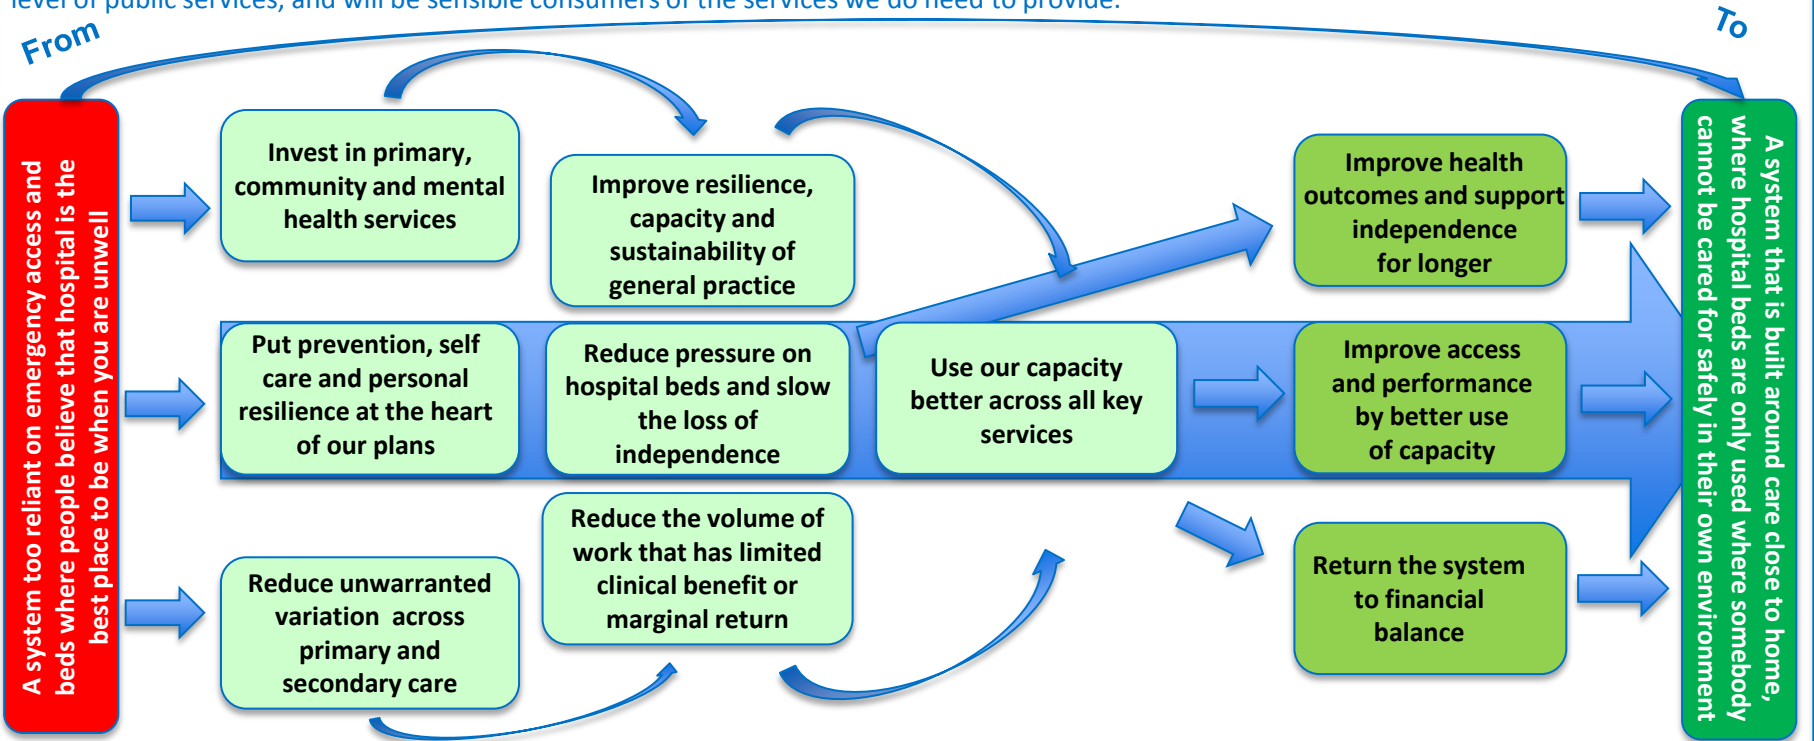 level of public services, and will be sensible consumers of the services we do need to provide.
From
To
A system too reliant on emergency access and
beds where people believe that hospital is the
best place to be when you are unwell
Invest in primary,
community and mental
health services
Put prevention, self
care and personal
resilience at the heart
of our plans
Reduce unwarranted
variation across
primary and
secondary care
Improve resilience,
capacity and
sustainability of
general practice
Reduce pressure on
hospital beds and slow
the loss of
independence
Reduce the volume of
work that has limited
clinical benefit or
marginal return
Use our capacity
better across all key
services
Improve health
outcomes and support
independence
for longer
Improve access
and performance
by better use
of capacity
Return the system
to financial
balance
A system that is built around care close to home,
where hospital beds are only used where somebody
cannot be cared for safely in their own environment